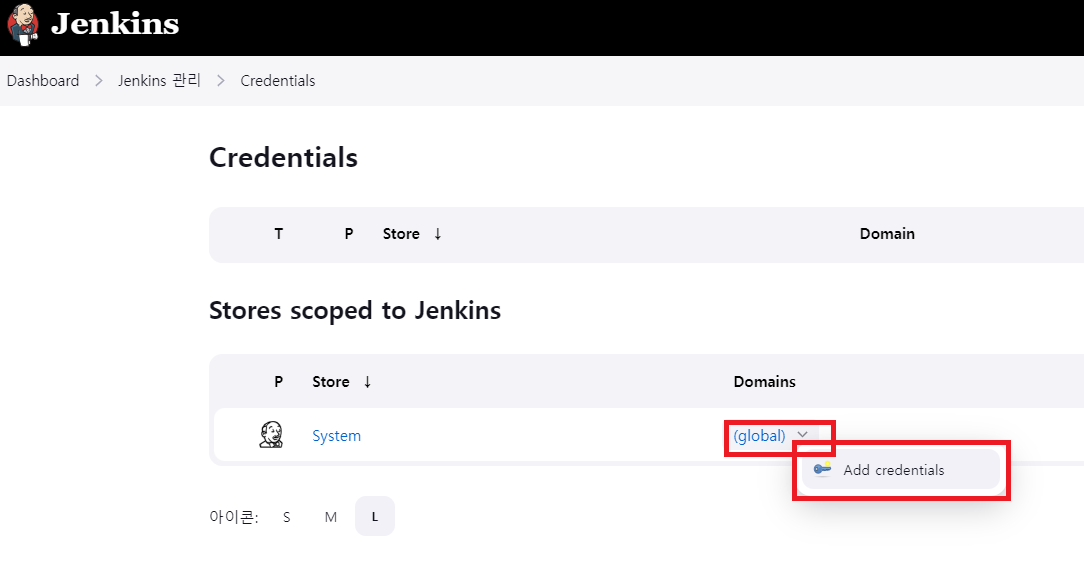 Jenkins
Dashboard > Jenkins 관리 > Credentials
Credentials
T P Store ↓ Domain
Stores scoped to Jenkins
P Store ↓ Domains
System (global)
Add credentials
아이콘: S M L